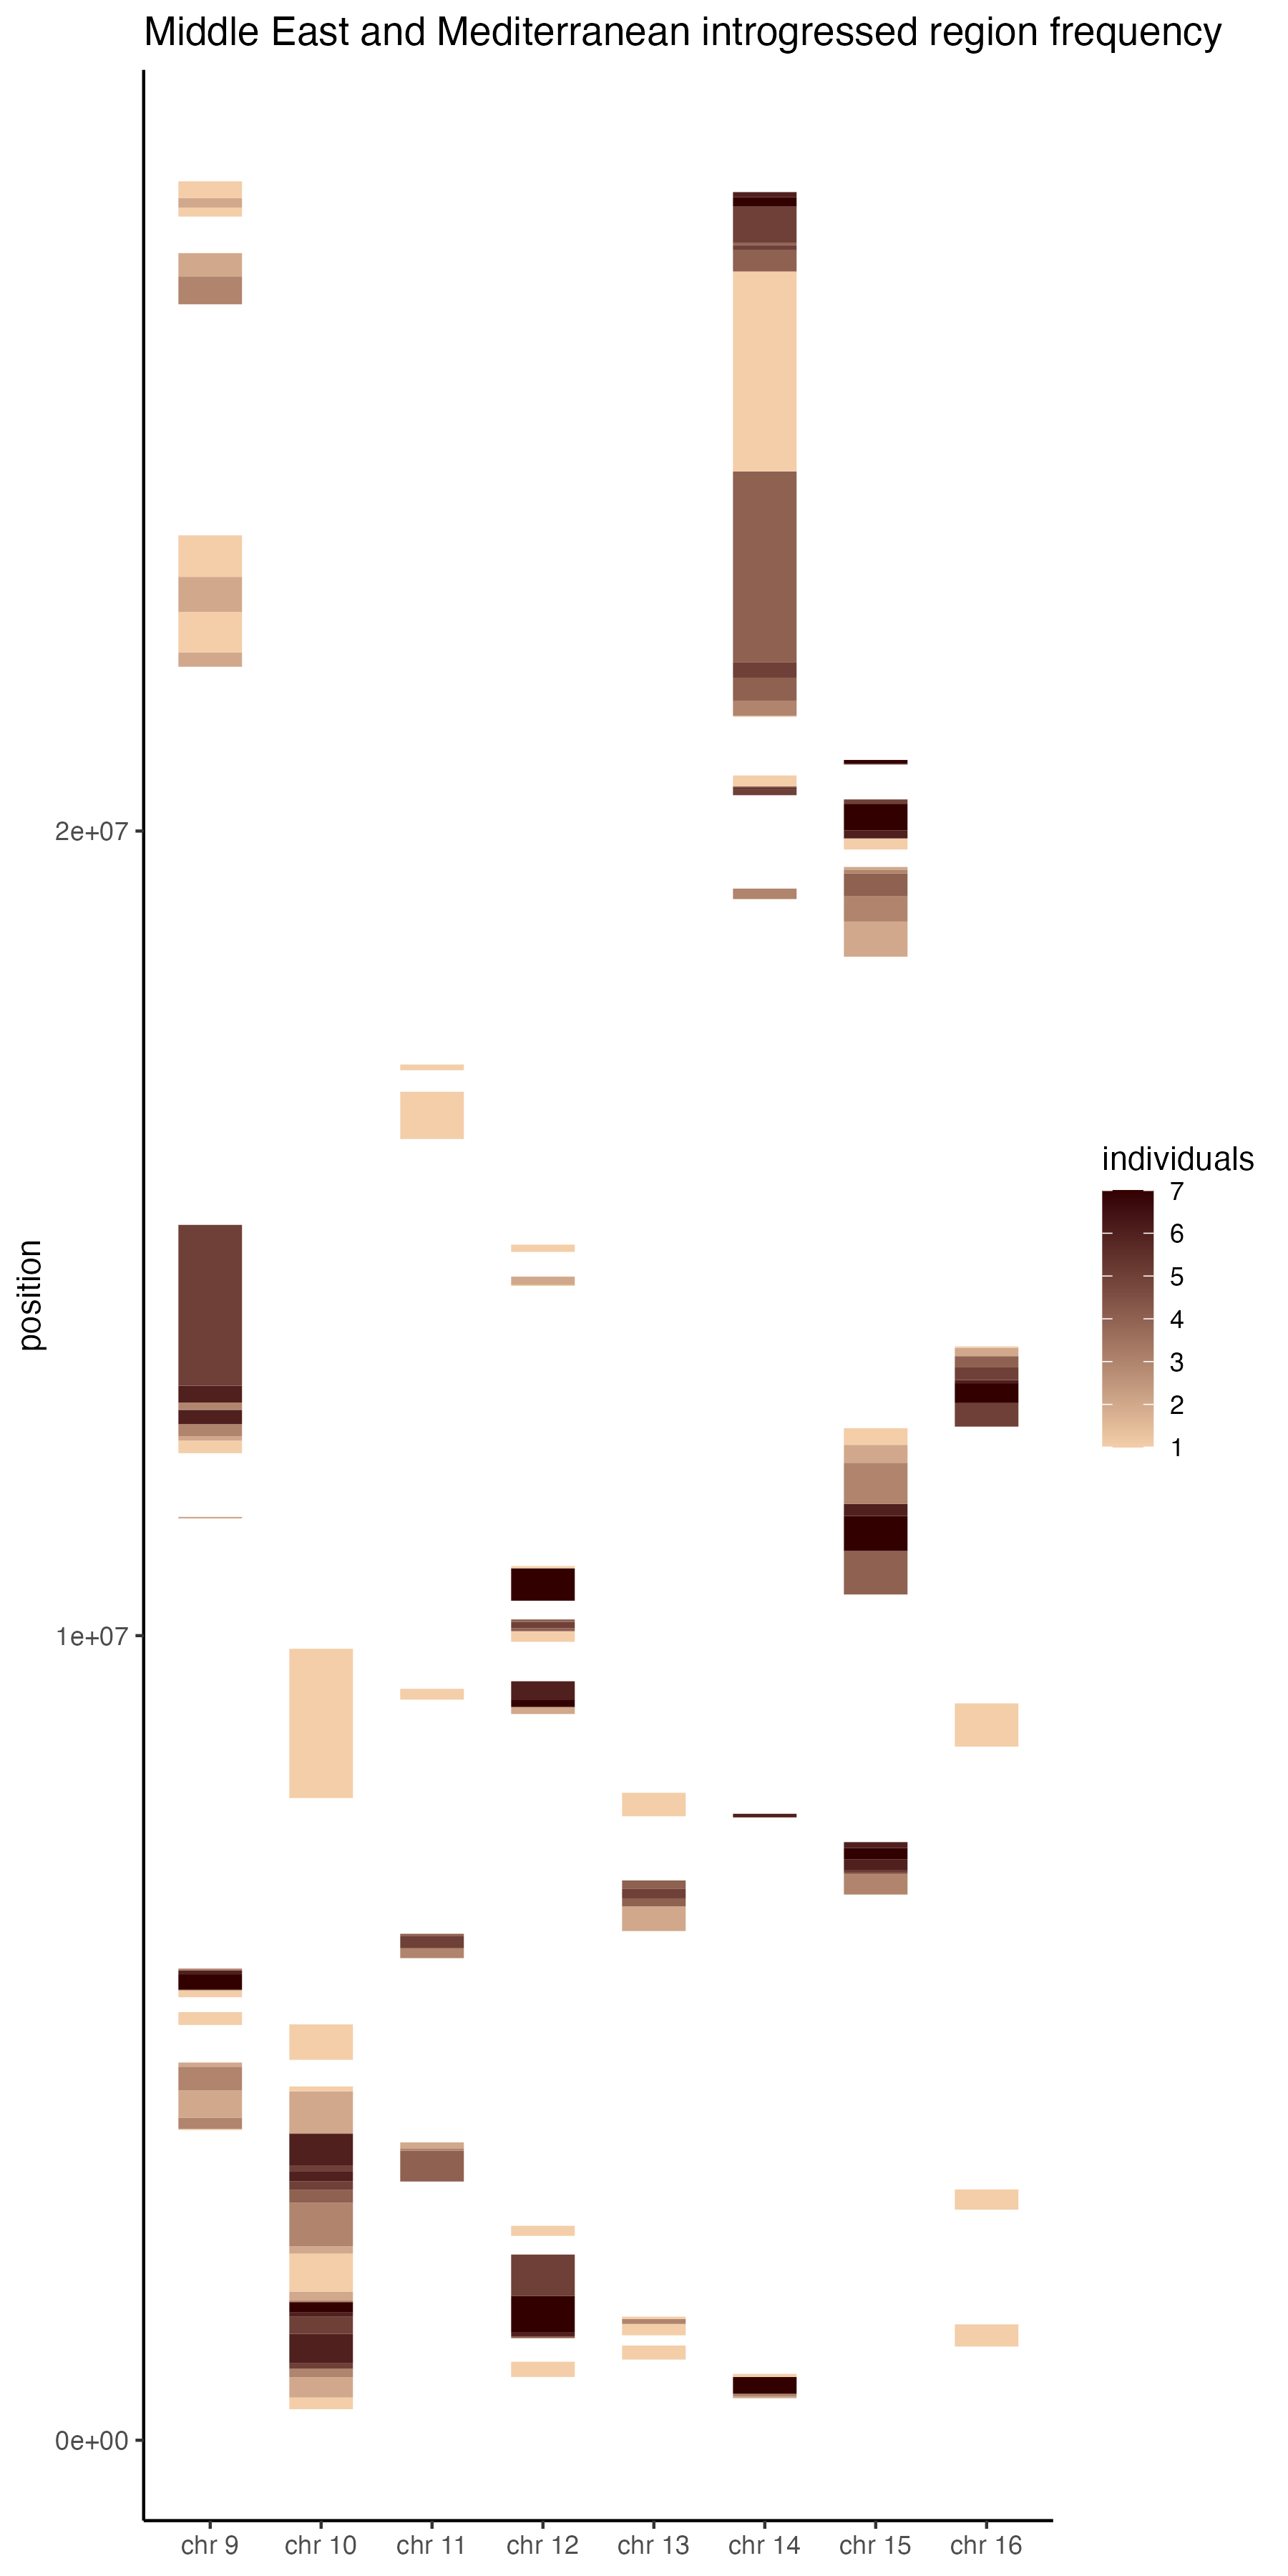 Middle East and Mediterranean introgressed region frequency
position
2e+07
1e+07
0e+00
chr 9
chr 10
chr 11
chr 12
chr 13
chr 14
chr 15
chr 16
individuals
7
6
5
4
3
2
1